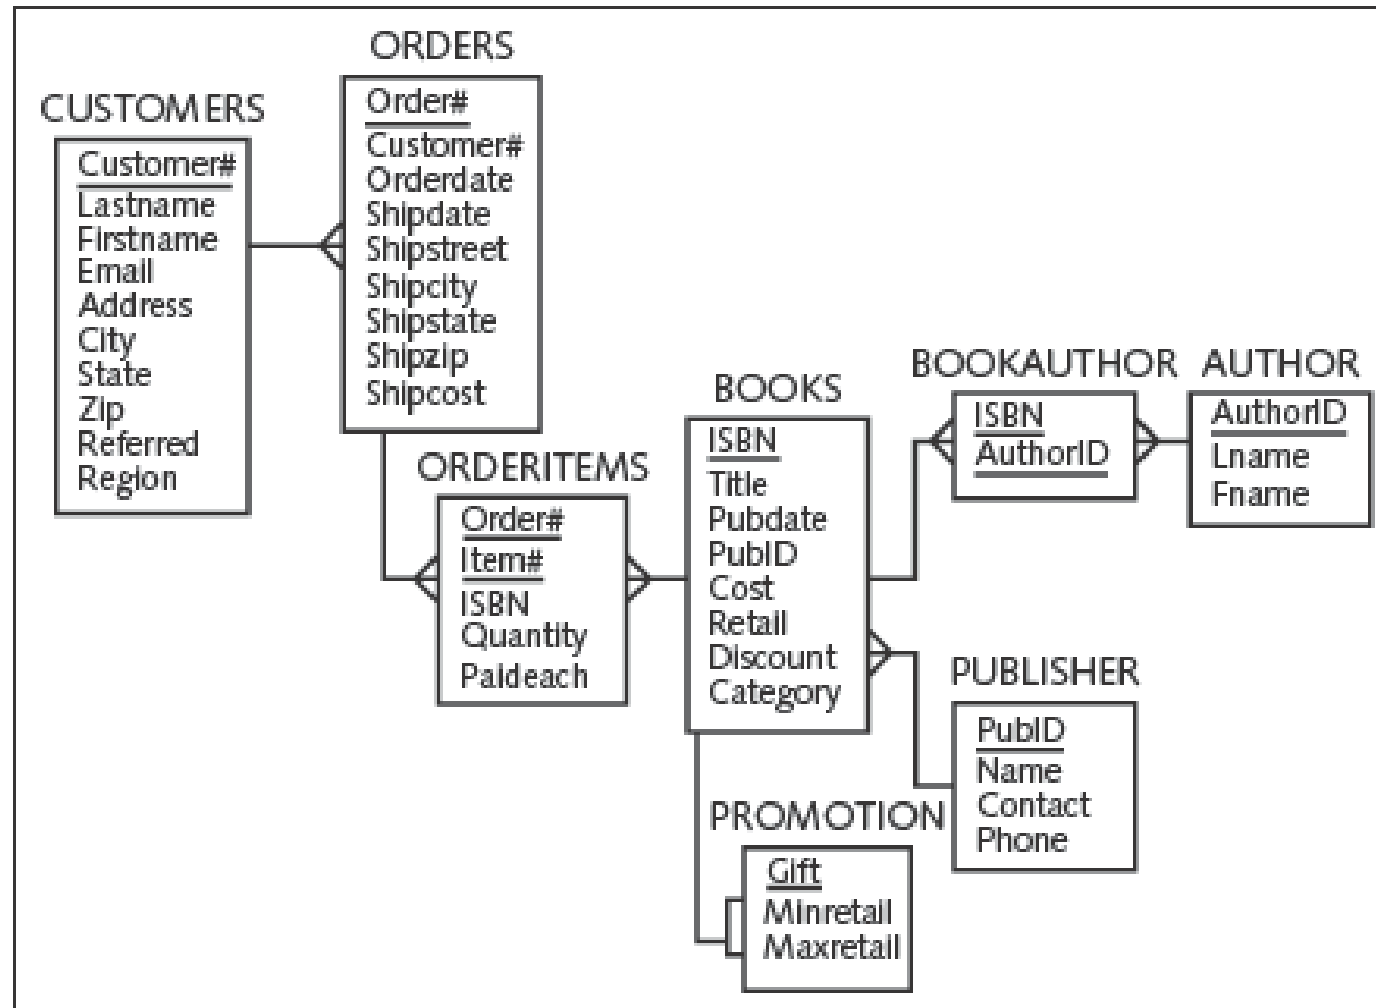 CUSTOMERS
Customer#
Lastname
Firstname
Email
Address
City
State
Zip
Referred
Region
ORDERS
Order#
Customer#
Orderdate
Shipdate
Shipstreet
Shipcity
Shipstate
Shipzip
Shipcost
ORDERITEMS
Order#
Item#
ISBN
Quantity
Paideach
BOOKS
ISBN
Title
Pubdate
PubID
Cost
Retail
Discount
Category
PROMOTION
Gift
Minretail
Maxretail
BOOKAUTHOR
ISBN
AuthorID
AUTHOR
AuthorID
Lname
Fname
PUBLISHER
PubID
Name
Contact
Phone